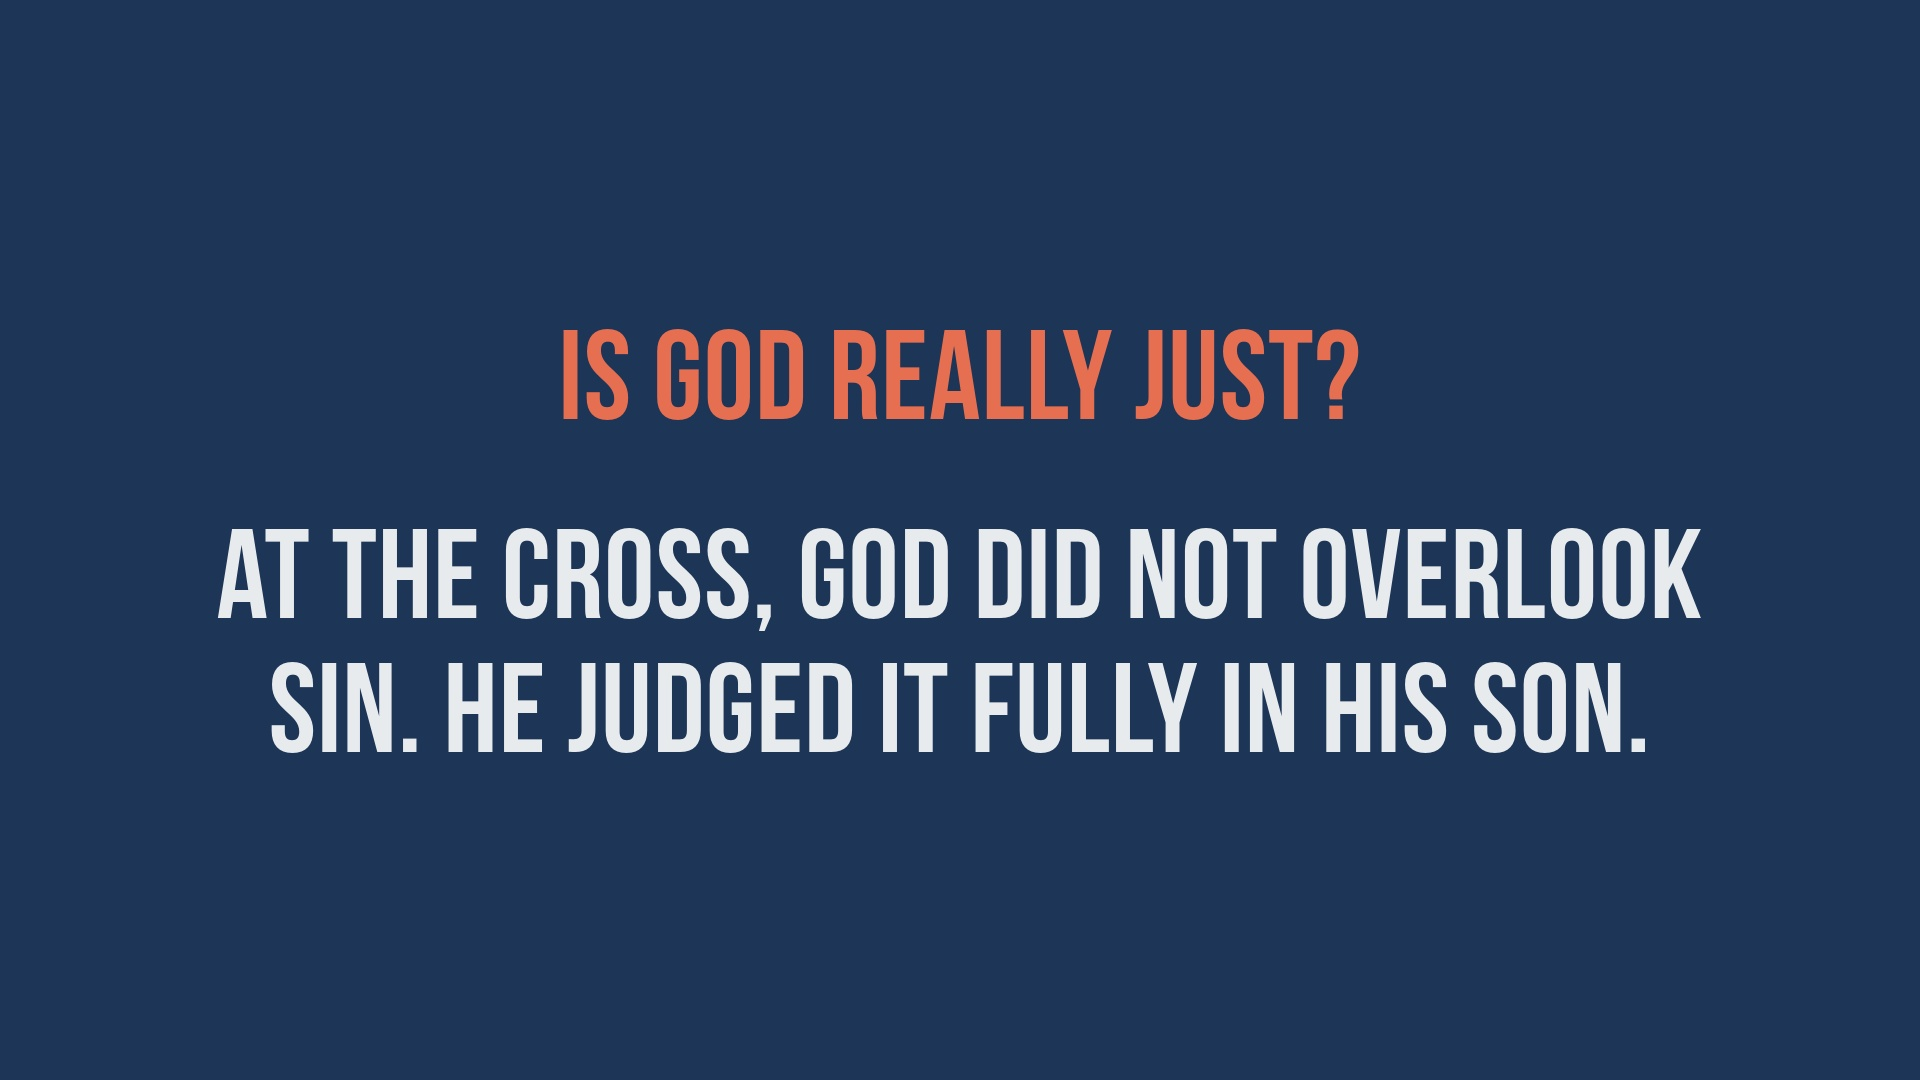 IS GOD REALLY JUST?
AT THE CROSS, GOD DID NOT OVERLOOK
SIN. HE JUDGED IT FULLY IN HIS SON.